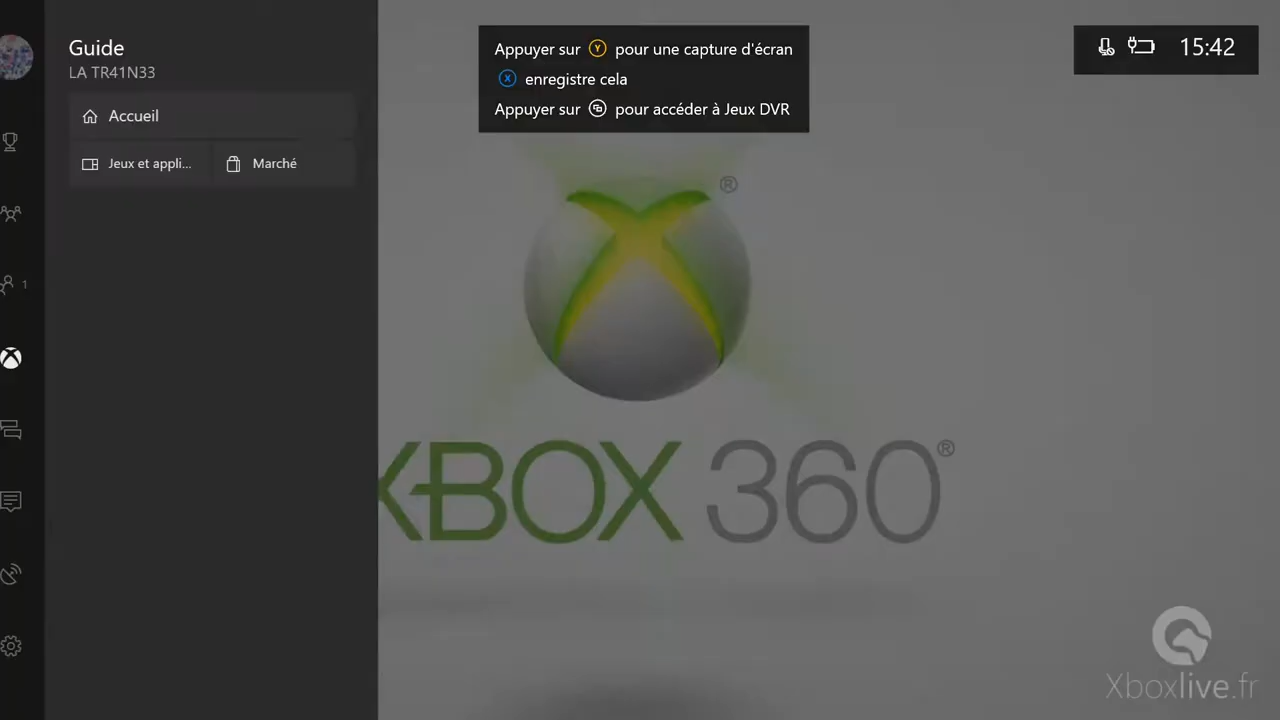 Guide
LA TR41N33
Accueil
Jeux et appli...
Marché
1
Appuyer sur Y pour une capture d'écran
X enregistre cela
Appuyer sur pour accéder à Jeux DVR
15:42
®
XBOX 360®
Xboxlive.fr